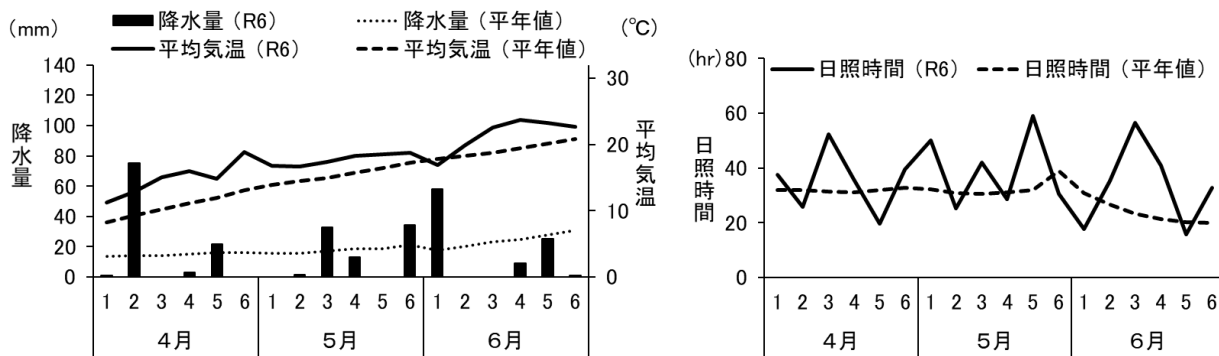 降水量（R6） 降水量（平年値）
平均気温（R6） 平均気温（平年値）
（mm） （℃）
140
120
100
80
60
40
20
0
30
20
10
0
降水量
平均気温
1 2 3 4 5 6 1 2 3 4 5 6 1 2 3 4 5 6
4月 5月 6月
(hr)
日照時間（R6） 日照時間（平年値）
80
60
40
20
0
日照時間
1 2 3 4 5 6 1 2 3 4 5 6 1 2 3 4 5 6
4月 5月 6月